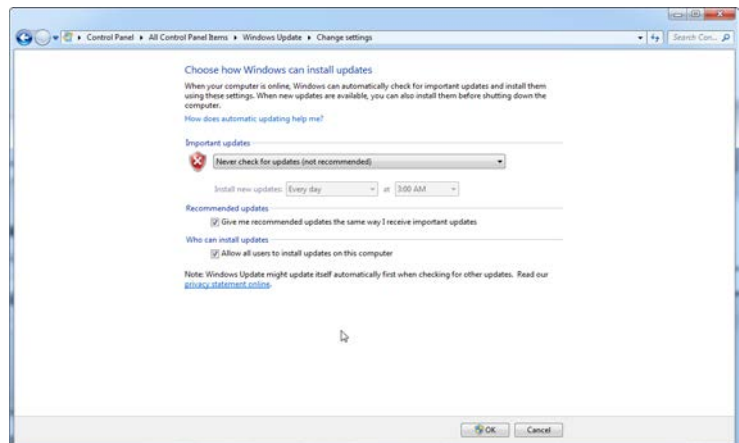 Control Panel ▸ All Control Panel Items ▸ Windows Update ▸ Change settings
Search Con...
Choose how Windows can install updates
When your computer is online, Windows can automatically check for important updates and install them
using these settings. When new updates are available, you can also install them before shutting down the
computer.
How does automatic updating help me?
Important updates
Never check for updates (not recommended)
Install new updates: Every day at 3:00 AM
Recommended updates
Give me recommended updates the same way I receive important updates
Who can install updates
Allow all users to install updates on this computer
Note: Windows Update might update itself automatically first when checking for other updates. Read our
privacy statement online.
OK Cancel